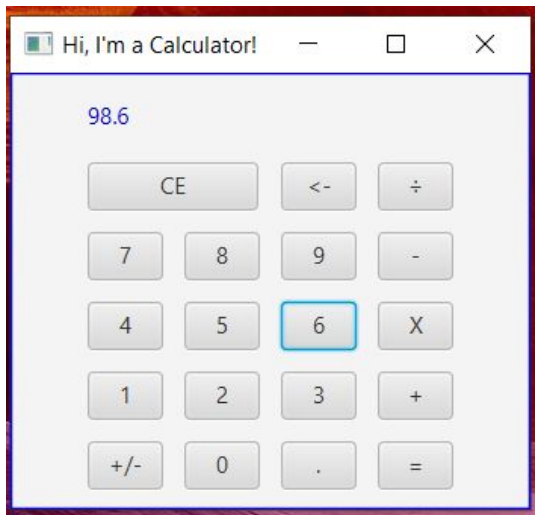 Hi, I'm a Calculator!
98.6
CE <- ÷
7 8 9 -
4 5 6 X
1 2 3 +
+/- 0 . =